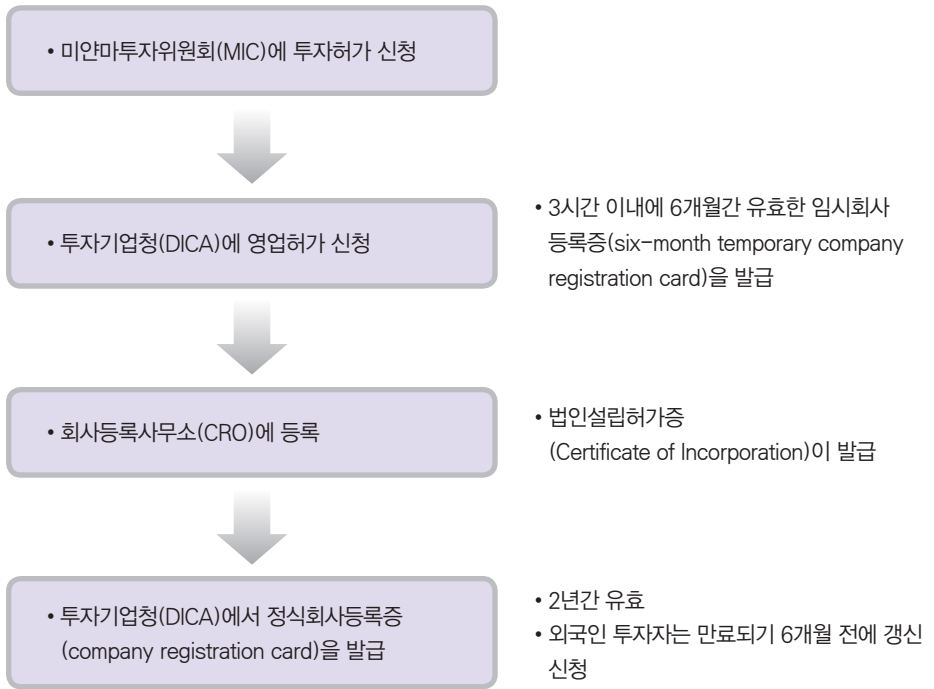 • 미얀마투자위원회(MIC)에 투자허가 신청
• 투자기업청(DICA)에 영업허가 신청
• 3시간 이내에 6개월간 유효한 임시회사
등록증(six-month temporary company
registration card)을 발급
• 회사등록사무소(CRO)에 등록
• 법인설립허가증
(Certificate of Incorporation)이 발급
• 투자기업청(DICA)에서 정식회사등록증
(company registration card)을 발급
• 2년간 유효
• 외국인 투자자는 만료되기 6개월 전에 갱신
신청